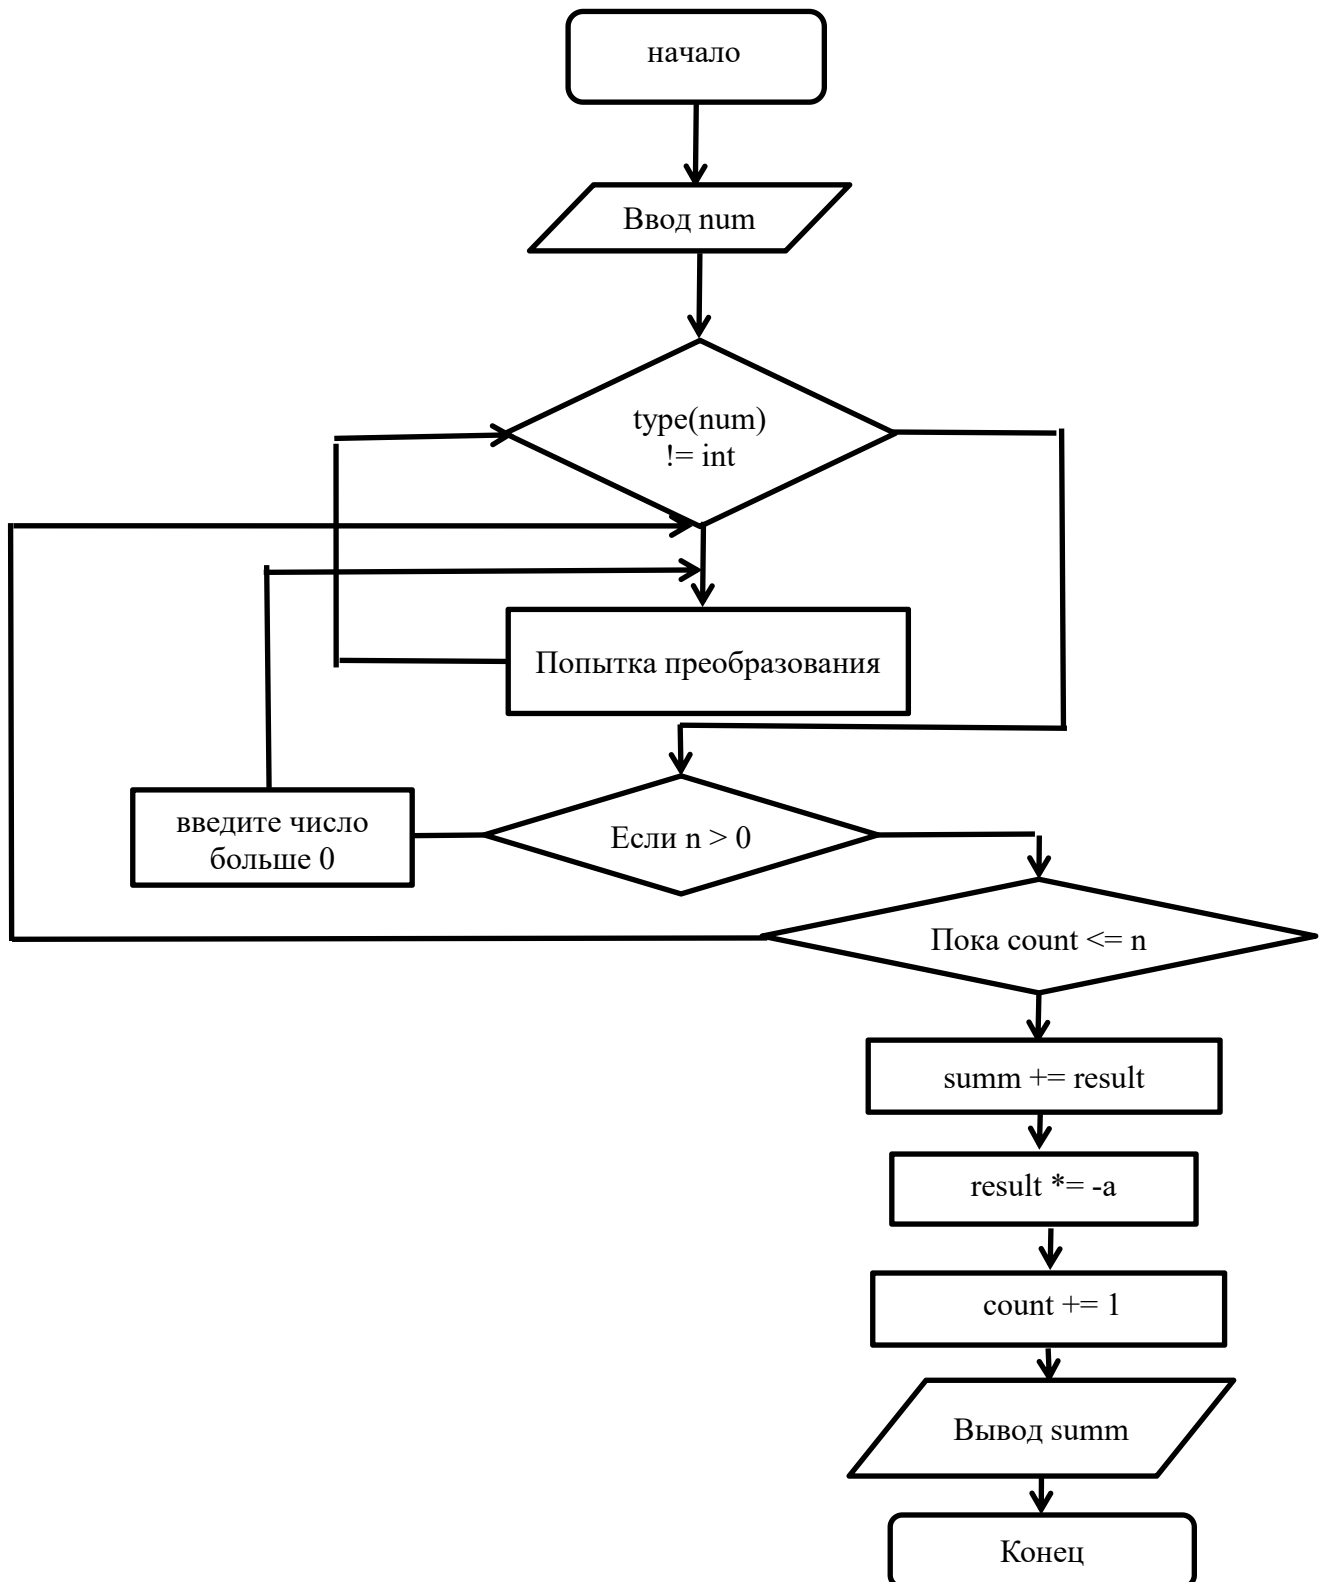 начало
Ввод num
type(num)
!= int
Попытка преобразования
введите число
больше 0
Если n > 0
Пока count <= n
summ += result
result *= -a
count += 1
Вывод summ
Конец